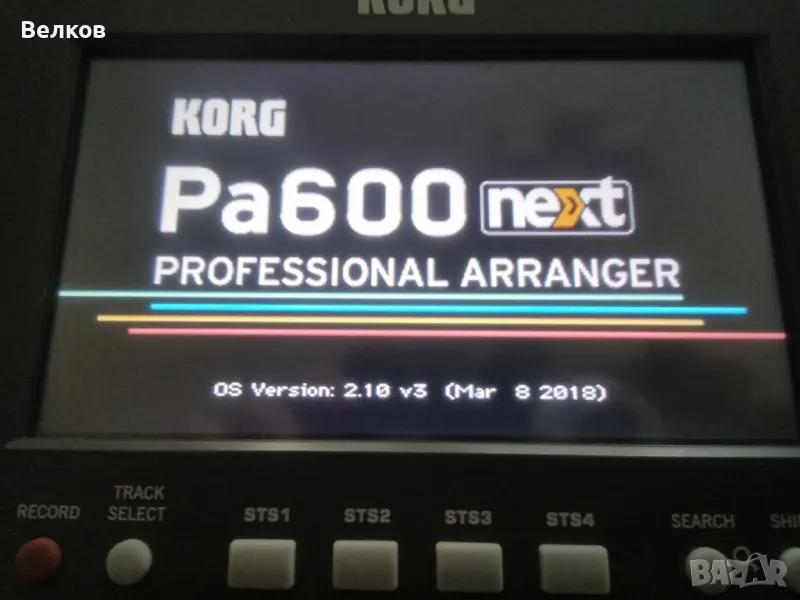 Велков
KORG
KORG
Pa600 next
PROFESSIONAL ARRANGER
OS Version: 2.10 v3 (Mar 8 2018)
RECORD
TRACK
SELECT
STS1
STS2
STS3
STS4
SEARCH
BAZAR